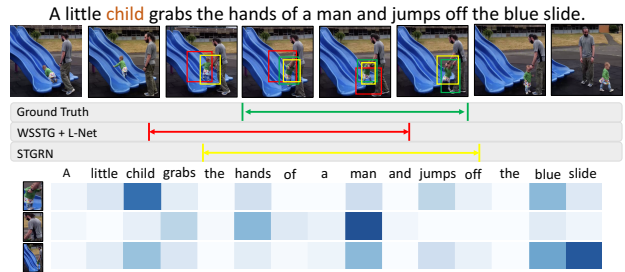 A little child grabs the hands of a man and jumps off the blue slide.
Ground Truth
WSSTG + L-Net
STGRN
A little child grabs the hands of a man and jumps off the blue slide